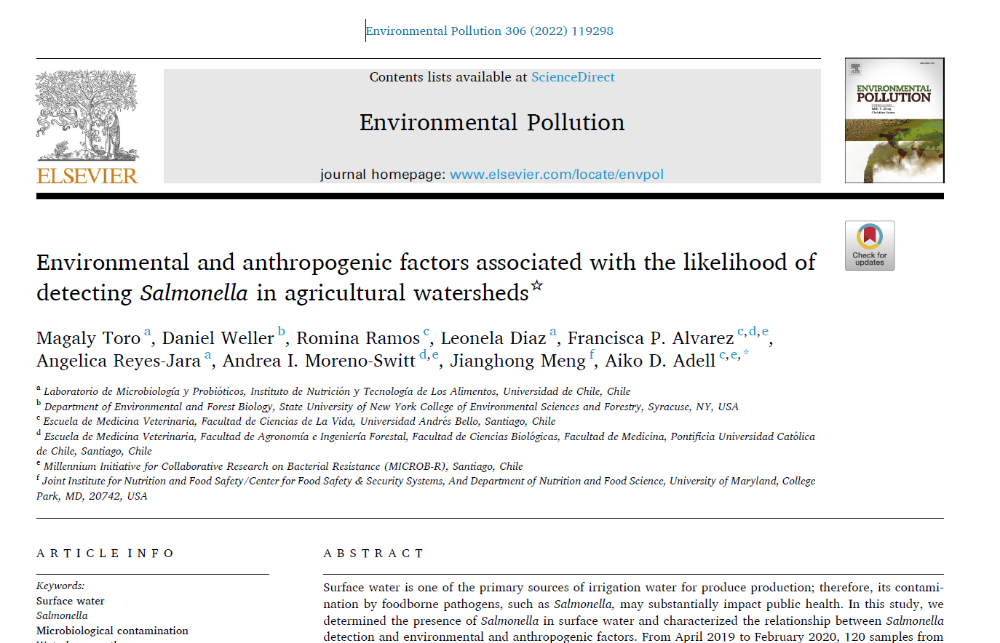 Environmental Pollution 306 (2022) 119298
Contents lists available at ScienceDirect
Environmental Pollution
journal homepage: www.elsevier.com/locate/envpol
ELSEVIER
ENVIRONMENTAL
POLLUTION
Check for
updates
Environmental and anthropogenic factors associated with the likelihood of
detecting Salmonella in agricultural watersheds☆
Magaly Toro a, Daniel Weller b, Romina Ramos c, Leonela Diaz a, Francisca P. Alvarez c,d,e,
Angelica Reyes-Jara a, Andrea I. Moreno-Switt d,e, Jianghong Meng f, Aiko D. Adell c,e,*
a Laboratorio de Microbiología y Probióticos, Instituto de Nutrición y Tecnología de Los Alimentos, Universidad de Chile, Chile
b Department of Environmental and Forest Biology, State University of New York College of Environmental Sciences and Forestry, Syracuse, NY, USA
c Escuela de Medicina Veterinaria, Facultad de Ciencias de La Vida, Universidad Andrés Bello, Santiago, Chile
d Escuela de Medicina Veterinaria, Facultad de Agronomía e Ingeniería Forestal, Facultad de Ciencias Biológicas, Facultad de Medicina, Pontificia Universidad Católica
de Chile, Santiago, Chile
e Millennium Initiative for Collaborative Research on Bacterial Resistance (MICROB-R), Santiago, Chile
f Joint Institute for Nutrition and Food Safety/Center for Food Safety & Security Systems, And Department of Nutrition and Food Science, University of Maryland, College
Park, MD, 20742, USA
ARTICLE INFO
Keywords:
Surface water
Salmonella
Microbiological contamination
ABSTRACT
Surface water is one of the primary sources of irrigation water for produce production; therefore, its contami-
nation by foodborne pathogens, such as Salmonella, may substantially impact public health. In this study, we
determined the presence of Salmonella in surface water and characterized the relationship between Salmonella
detection and environmental and anthropogenic factors. From April 2019 to February 2020, 120 samples from